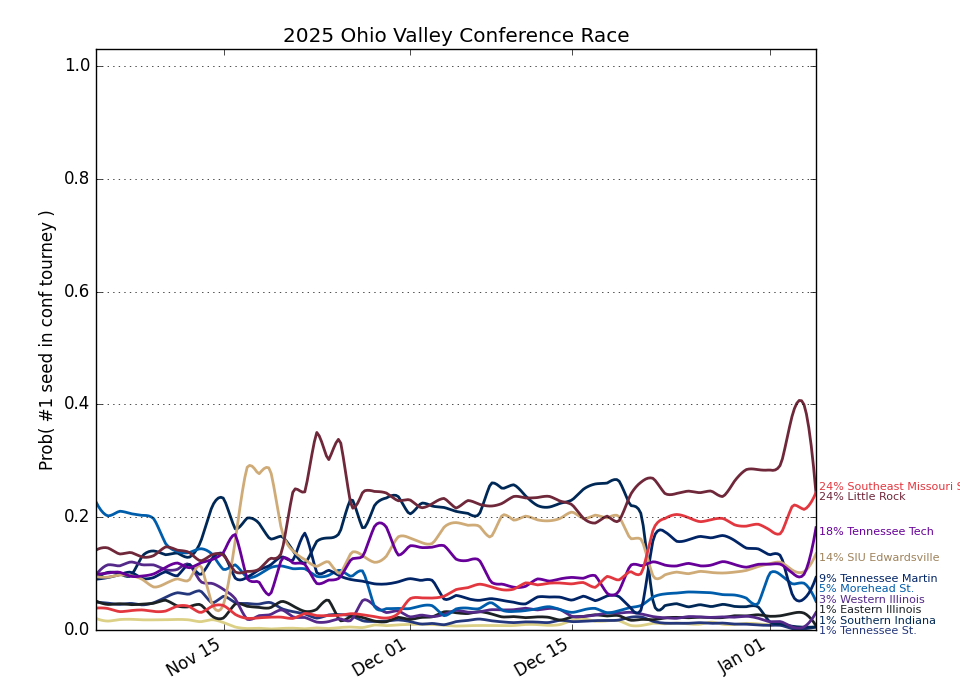 2025 Ohio Valley Conference Race
Prob( #1 seed in conf tourney )
1.0
0.8
0.6
0.4
0.2
0.0
Nov 15
Dec 01
Dec 15
Jan 01
24% Southeast Missouri S
24% Little Rock
18% Tennessee Tech
14% SIU Edwardsville
9% Tennessee Martin
5% Morehead St.
3% Western Illinois
1% Eastern Illinois
1% Southern Indiana
1% Tennessee St.